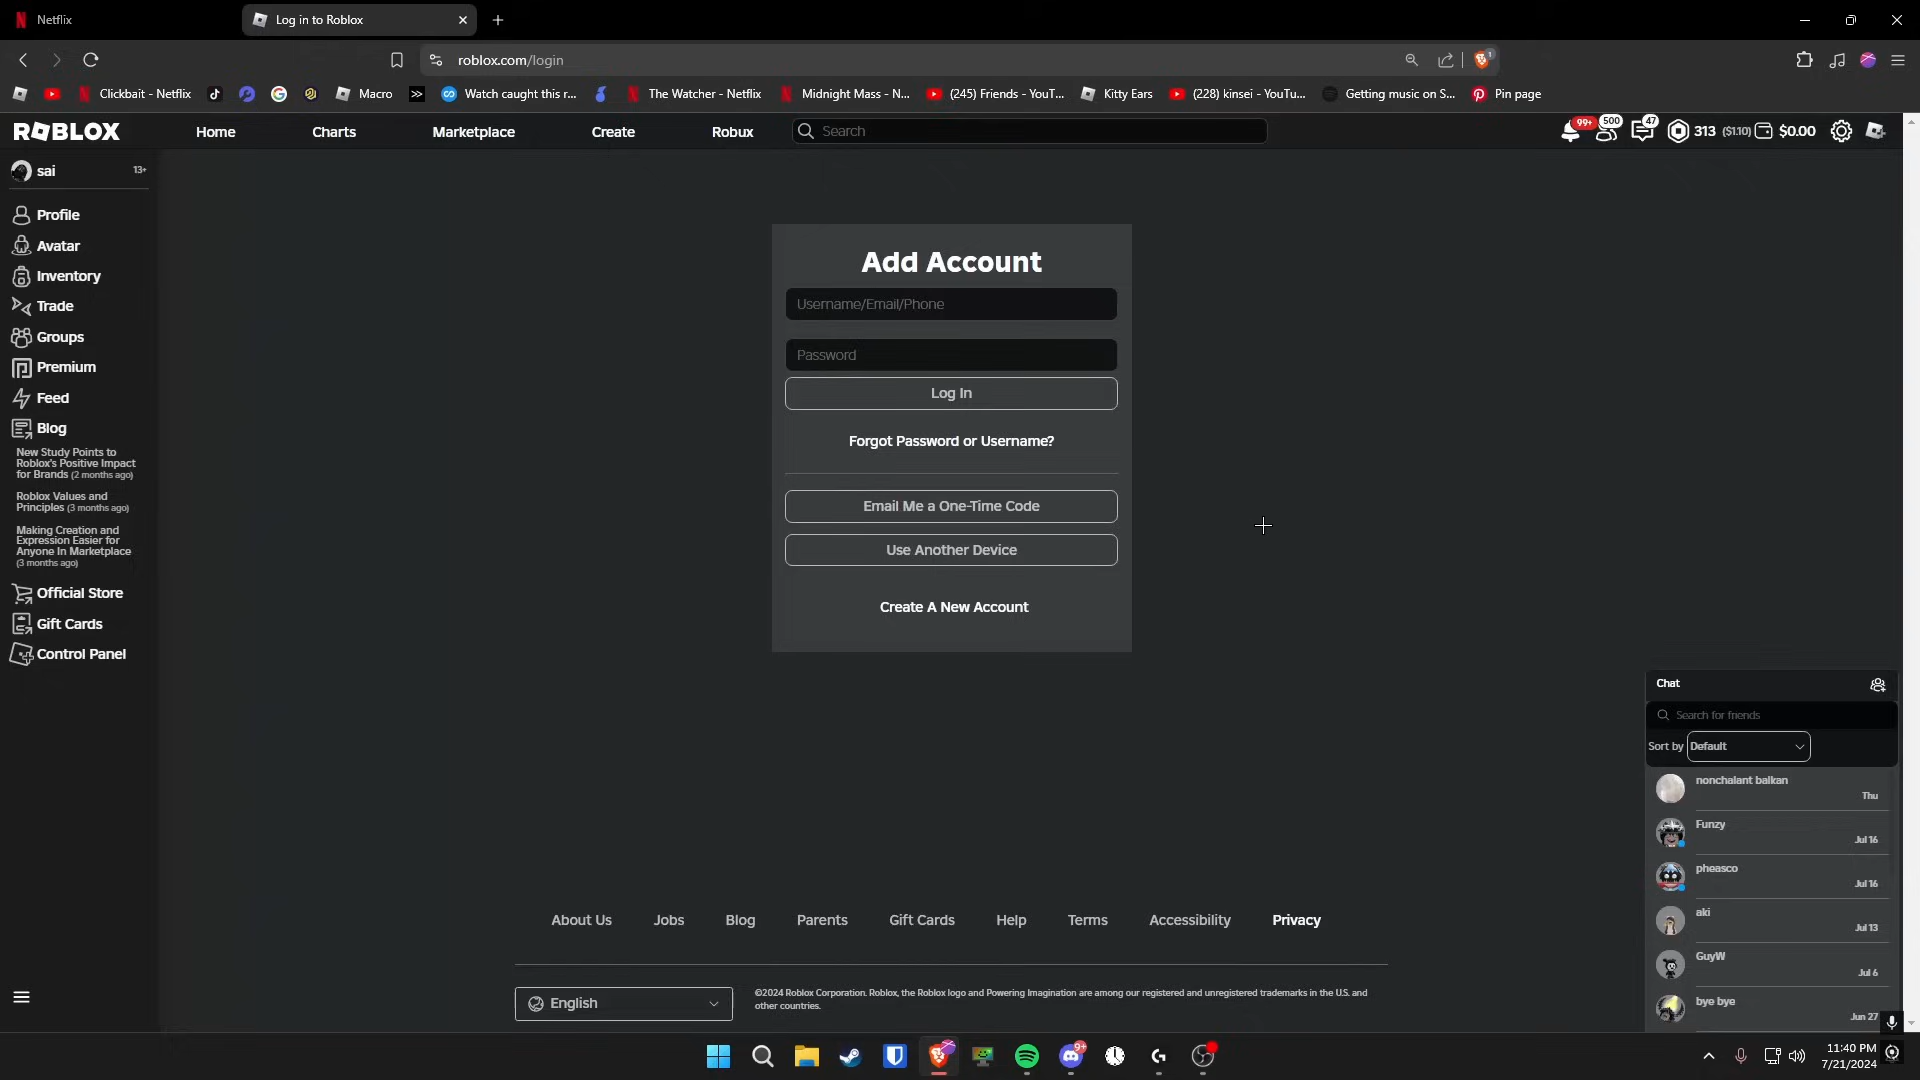 Netflix
Log in to Roblox
roblox.com/login
1
Clickbait - Netflix
Macro
Watch caught this r...
The Watcher - Netflix
Midnight Mass - N...
(245) Friends - YouT...
Kitty Ears
(228) kinsei - YouTu...
Getting music on S...
Pin page
ROBLOX
Home
Charts
Marketplace
Create
Robux
Search
99+
500
47
313 ($1.10)
$0.00
sai
13+
Profile
Avatar
Inventory
Trade
Groups
Premium
Feed
Blog
New Study Points to
Roblox's Positive Impact
for Brands (2 months ago)
Roblox Values and
Principles (3 months ago)
Making Creation and
Expression Easier for
Anyone In Marketplace
(3 months ago)
Official Store
Gift Cards
Control Panel
Add Account
Username/Email/Phone
Password
Log In
Forgot Password or Username?
Email Me a One-Time Code
Use Another Device
Create A New Account
Chat
Search for friends
Sort by Default
nonchalant balkan
Thu
Funzy
Jul 16
pheasco
Jul 16
aki
Jul 13
GuyW
Jul 6
bye bye
Jun 27
About Us
Jobs
Blog
Parents
Gift Cards
Help
Terms
Accessibility
Privacy
English
©2024 Roblox Corporation. Roblox, the Roblox logo and Powering Imagination are among our registered and unregistered trademarks in the U.S. and
other countries.
9+
11:40 PM
7/21/2024